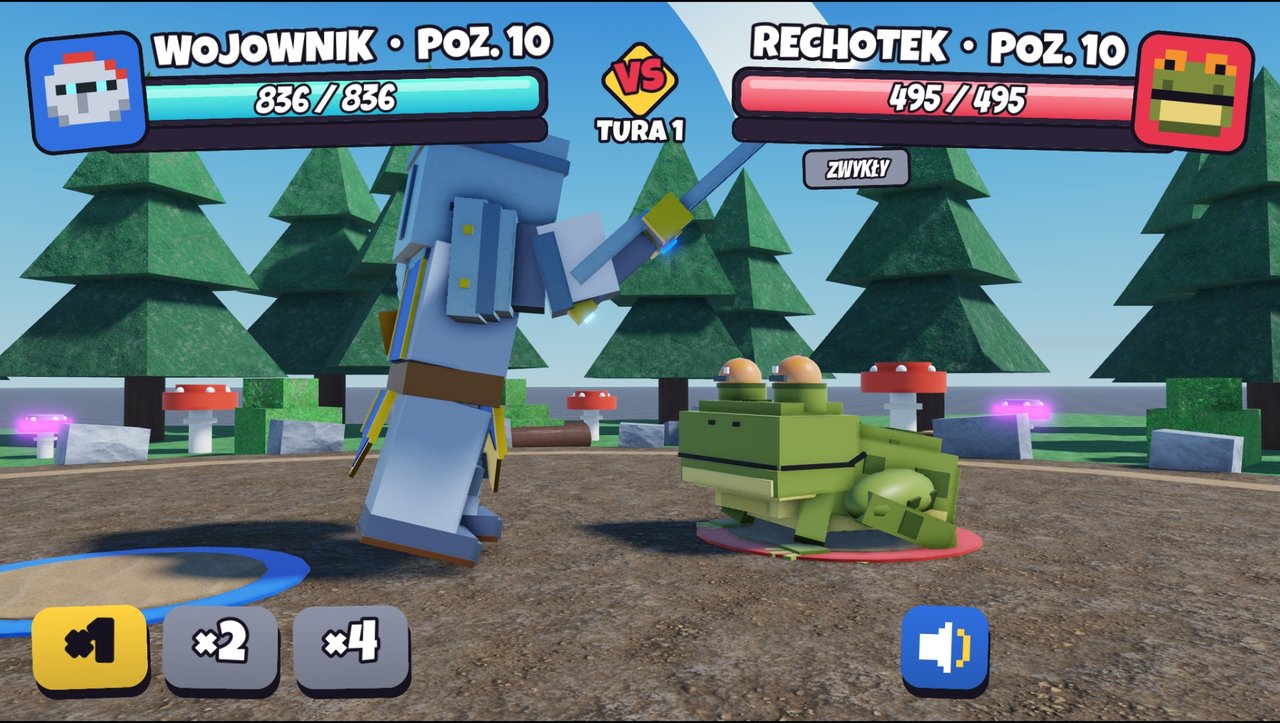 WOJOWNIK • POZ. 10
836 / 836
VS
TURA 1
RECHOTEK • POZ. 10
495 / 495
ZWYKŁY
×1
×2
×4